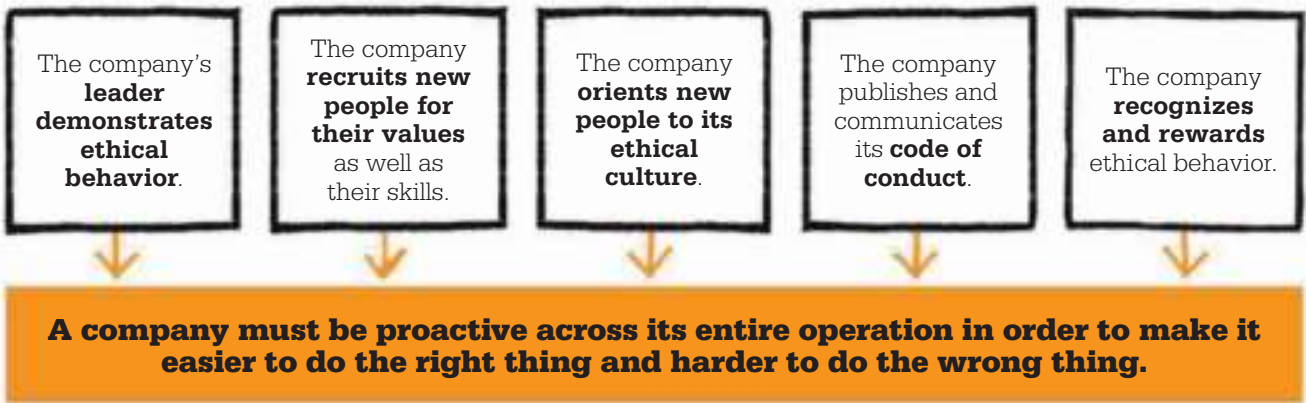 The company's
leader
demonstrates
ethical
behavior.
The company
recruits new
people for
their values
as well as
their skills.
The company
orients new
people to its
ethical
culture.
The company
publishes and
communicates
its code of
conduct.
The company
recognizes
and rewards
ethical behavior.
A company must be proactive across its entire operation in order to make it
easier to do the right thing and harder to do the wrong thing.